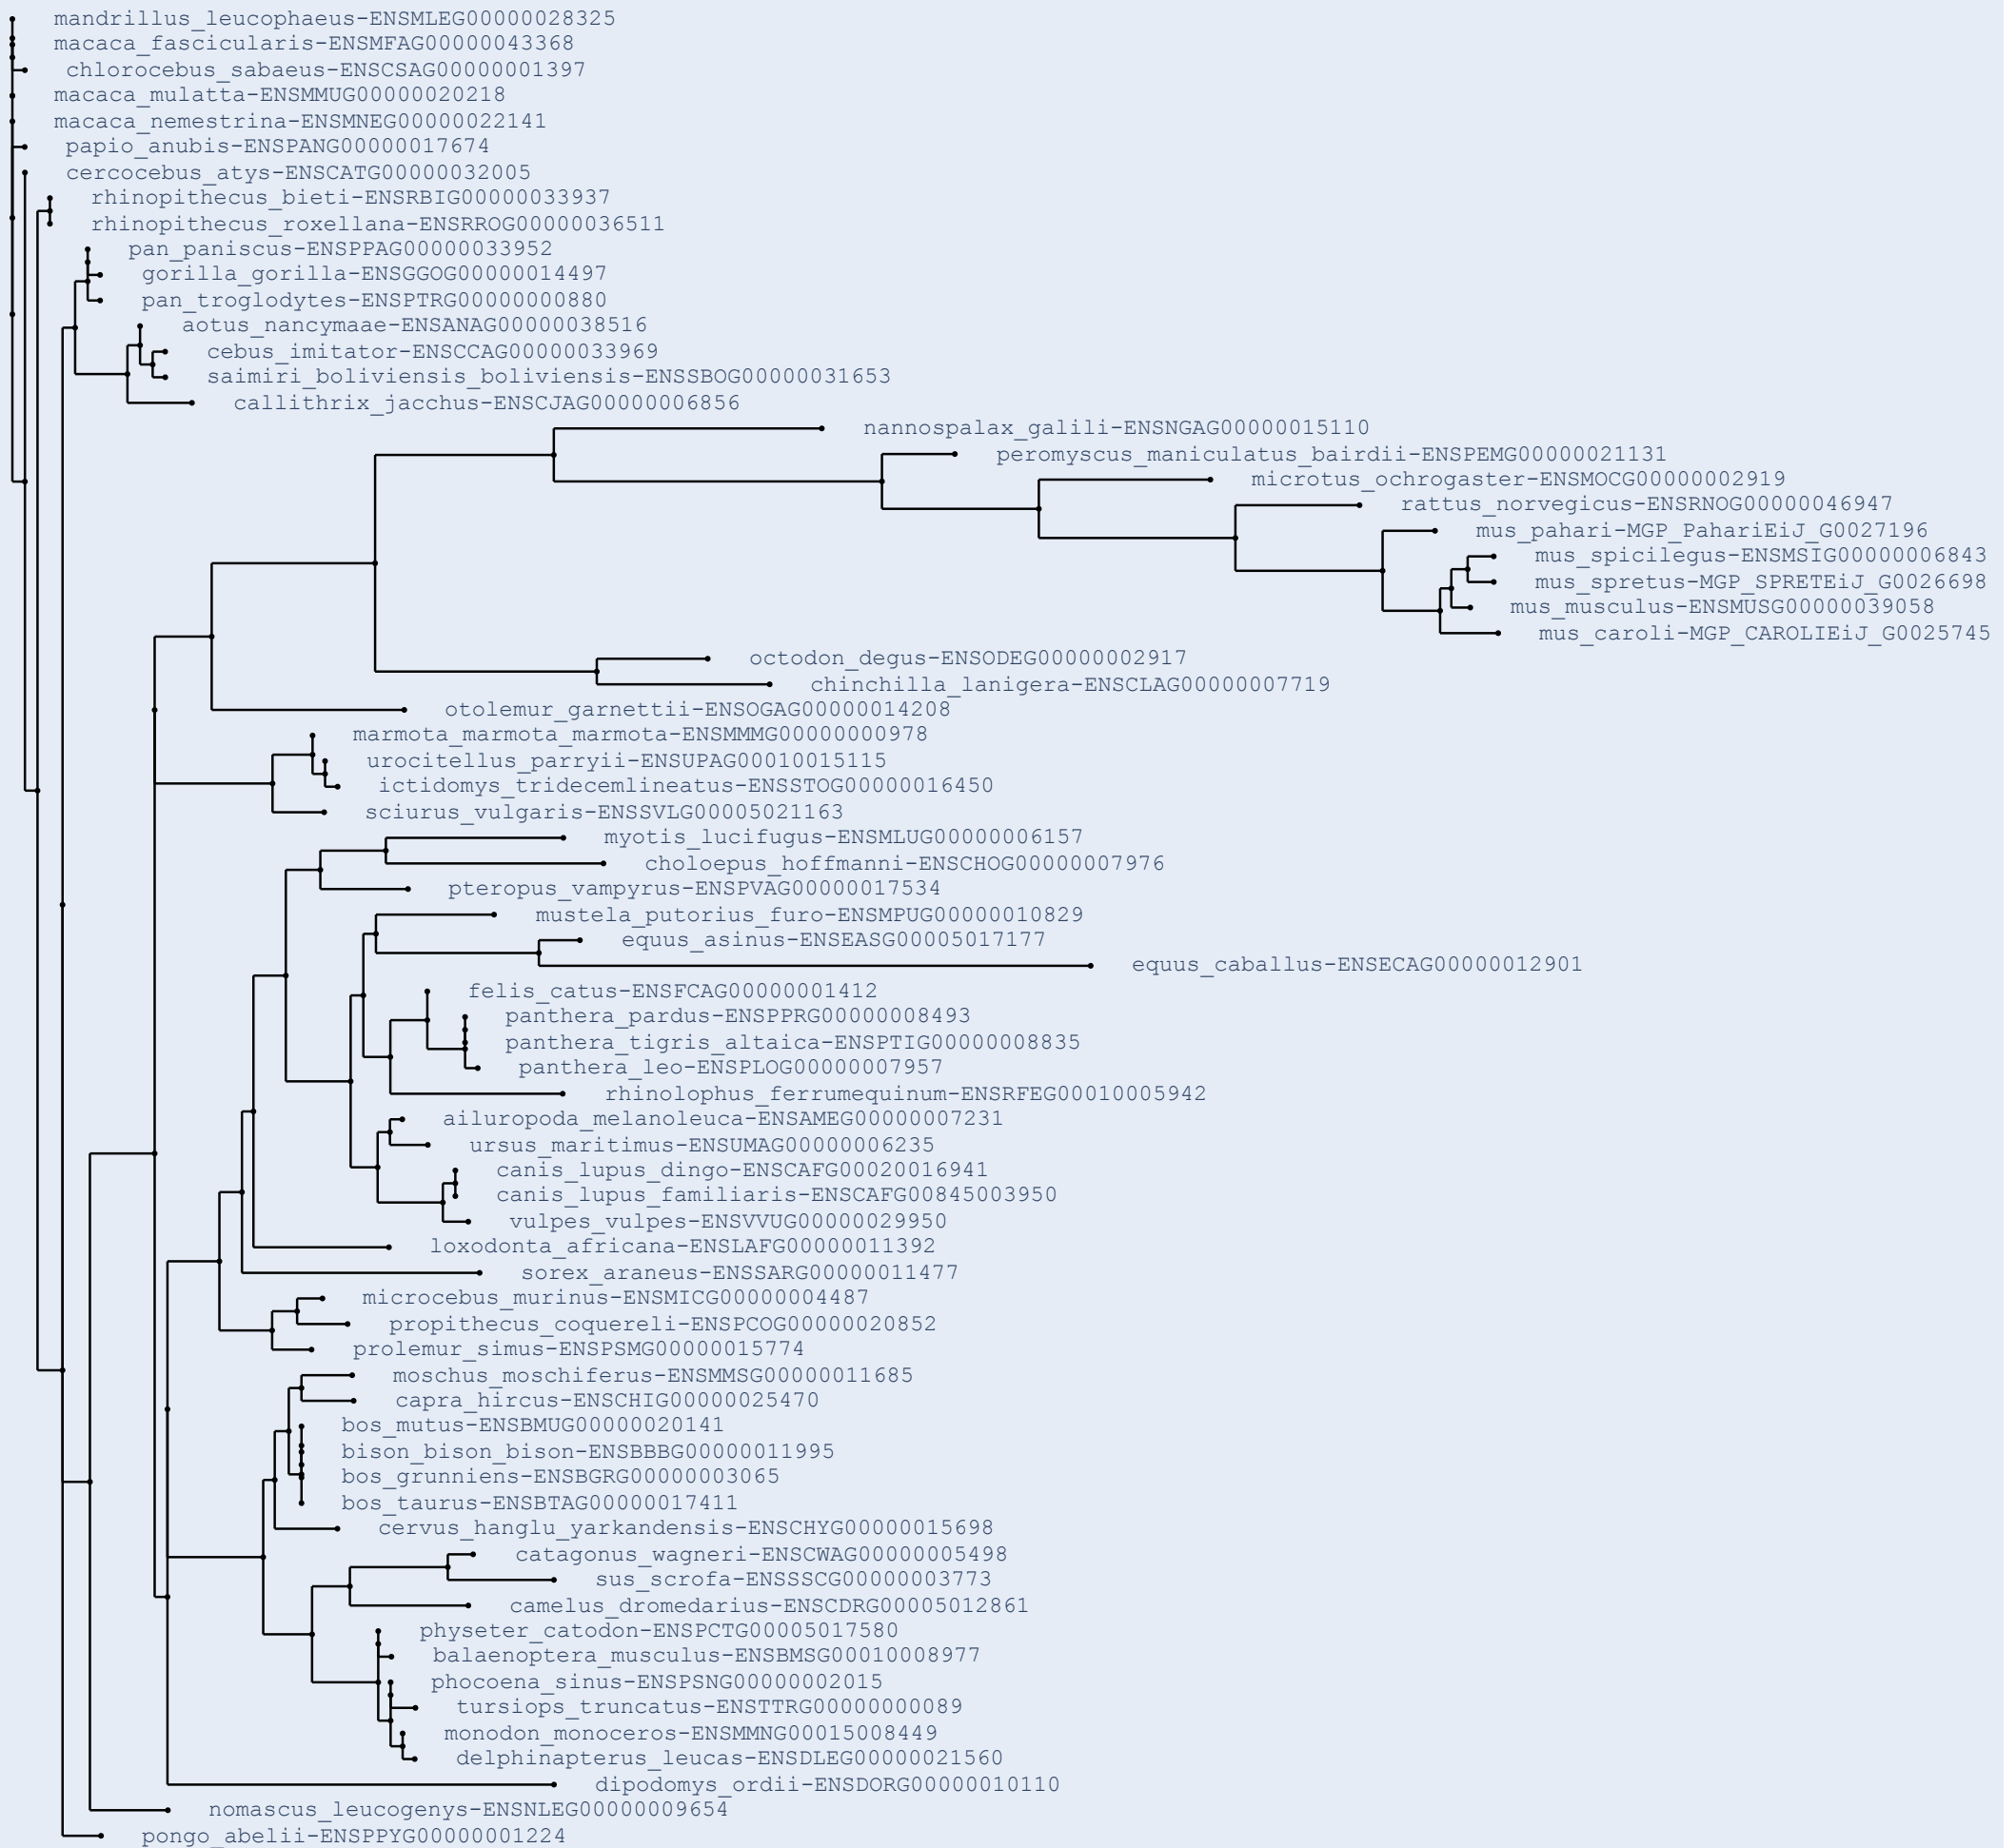 mandrillus_leucophaeus-ENSMLEG00000028325
macaca_fascicularis-ENSMFAG00000043368
chlorocebus_sabaeus-ENSCSAG00000001397
macaca_mulatta-ENSMMUG00000020218
macaca_nemestrina-ENSMNEG00000022141
papio_anubis-ENSPANG00000017674
cercocebus_atys-ENSCATG00000032005
rhinopithecus_bieti-ENSRBIG00000033937
rhinopithecus_roxellana-ENSRROG00000036511
pan_paniscus-ENSPPAG00000033952
gorilla_gorilla-ENSGGOG00000014497
pan_troglodytes-ENSPTRG00000000880
aotus_nancymaae-ENSANAG00000038516
cebus_imitator-ENSCCAG00000033969
saimiri_boliviensis_boliviensis-ENSSBOG00000031653
callithrix_jacchus-ENSCJAG00000006856
nannospalax_galili-ENSNGAG00000015110
peromyscus_maniculatus_bairdii-ENSPEMG00000021131
microtus_ochrogaster-ENSMOCG00000002919
rattus_norvegicus-ENSRNOG00000046947
mus_pahari-MGP_PahariEiJ_G0027196
mus_spicilegus-ENSMSIG00000006843
mus_spretus-MGP_SPRETEiJ_G0026698
mus_musculus-ENSMUSG00000039058
mus_caroli-MGP_CAROLIEiJ_G0025745
octodon_degus-ENSODEG00000002917
chinchilla_lanigera-ENSCLAG00000007719
otolemur_garnettii-ENSOGAG00000014208
marmota_marmota_marmota-ENSMMMG00000000978
urocitellus_parryii-ENSUPAG00010015115
ictidomys_tridecemlineatus-ENSSTOG00000016450
sciurus_vulgaris-ENSSVLG00005021163
myotis_lucifugus-ENSMLUG00000006157
choloepus_hoffmanni-ENSCHOG00000007976
pteropus_vampyrus-ENSPVAG00000017534
mustela_putorius_furo-ENSMPUG00000010829
equus_asinus-ENSEASG00005017177
equus_caballus-ENSECAG00000012901
felis_catus-ENSFCAG00000001412
panthera_pardus-ENSPPRG00000008493
panthera_tigris_altaica-ENSPTIG00000008835
panthera_leo-ENSPLOG00000007957
rhinolophus_ferrumequinum-ENSRFEG00010005942
ailuropoda_melanoleuca-ENSAMEG00000007231
ursus_maritimus-ENSUMAG00000006235
canis_lupus_dingo-ENSCAFG00020016941
canis_lupus_familiaris-ENSCAFG00845003950
vulpes_vulpes-ENSVVUG00000029950
loxodonta_africana-ENSLAFG00000011392
sorex_araneus-ENSSARG00000011477
microcebus_murinus-ENSMICG00000004487
propithecus_coquereli-ENSPCOG00000020852
prolemur_simus-ENSPSMG00000015774
moschus_moschiferus-ENSMMSG00000011685
capra_hircus-ENSCHIG00000025470
bos_mutus-ENSBMUG00000020141
bison_bison_bison-ENSBBBG00000011995
bos_grunniens-ENSBGRG00000003065
bos_taurus-ENSBTAG00000017411
cervus_hanglu_yarkandensis-ENSCHYG00000015698
catagonus_wagneri-ENSCWAG00000005498
sus_scrofa-ENSSSCG00000003773
camelus_dromedarius-ENSCDRG00005012861
physeter_catodon-ENSPCTG00005017580
balaenoptera_musculus-ENSBMSG00010008977
phocoena_sinus-ENSPSNG00000002015
tursiops_truncatus-ENSTTRG00000000089
monodon_monoceros-ENSMMNG00015008449
delphinapterus_leucas-ENSDLEG00000021560
dipodomys_ordii-ENSDORG00000010110
nomascus_leucogenys-ENSNLEG00000009654
pongo_abelii-ENSPPYG00000001224